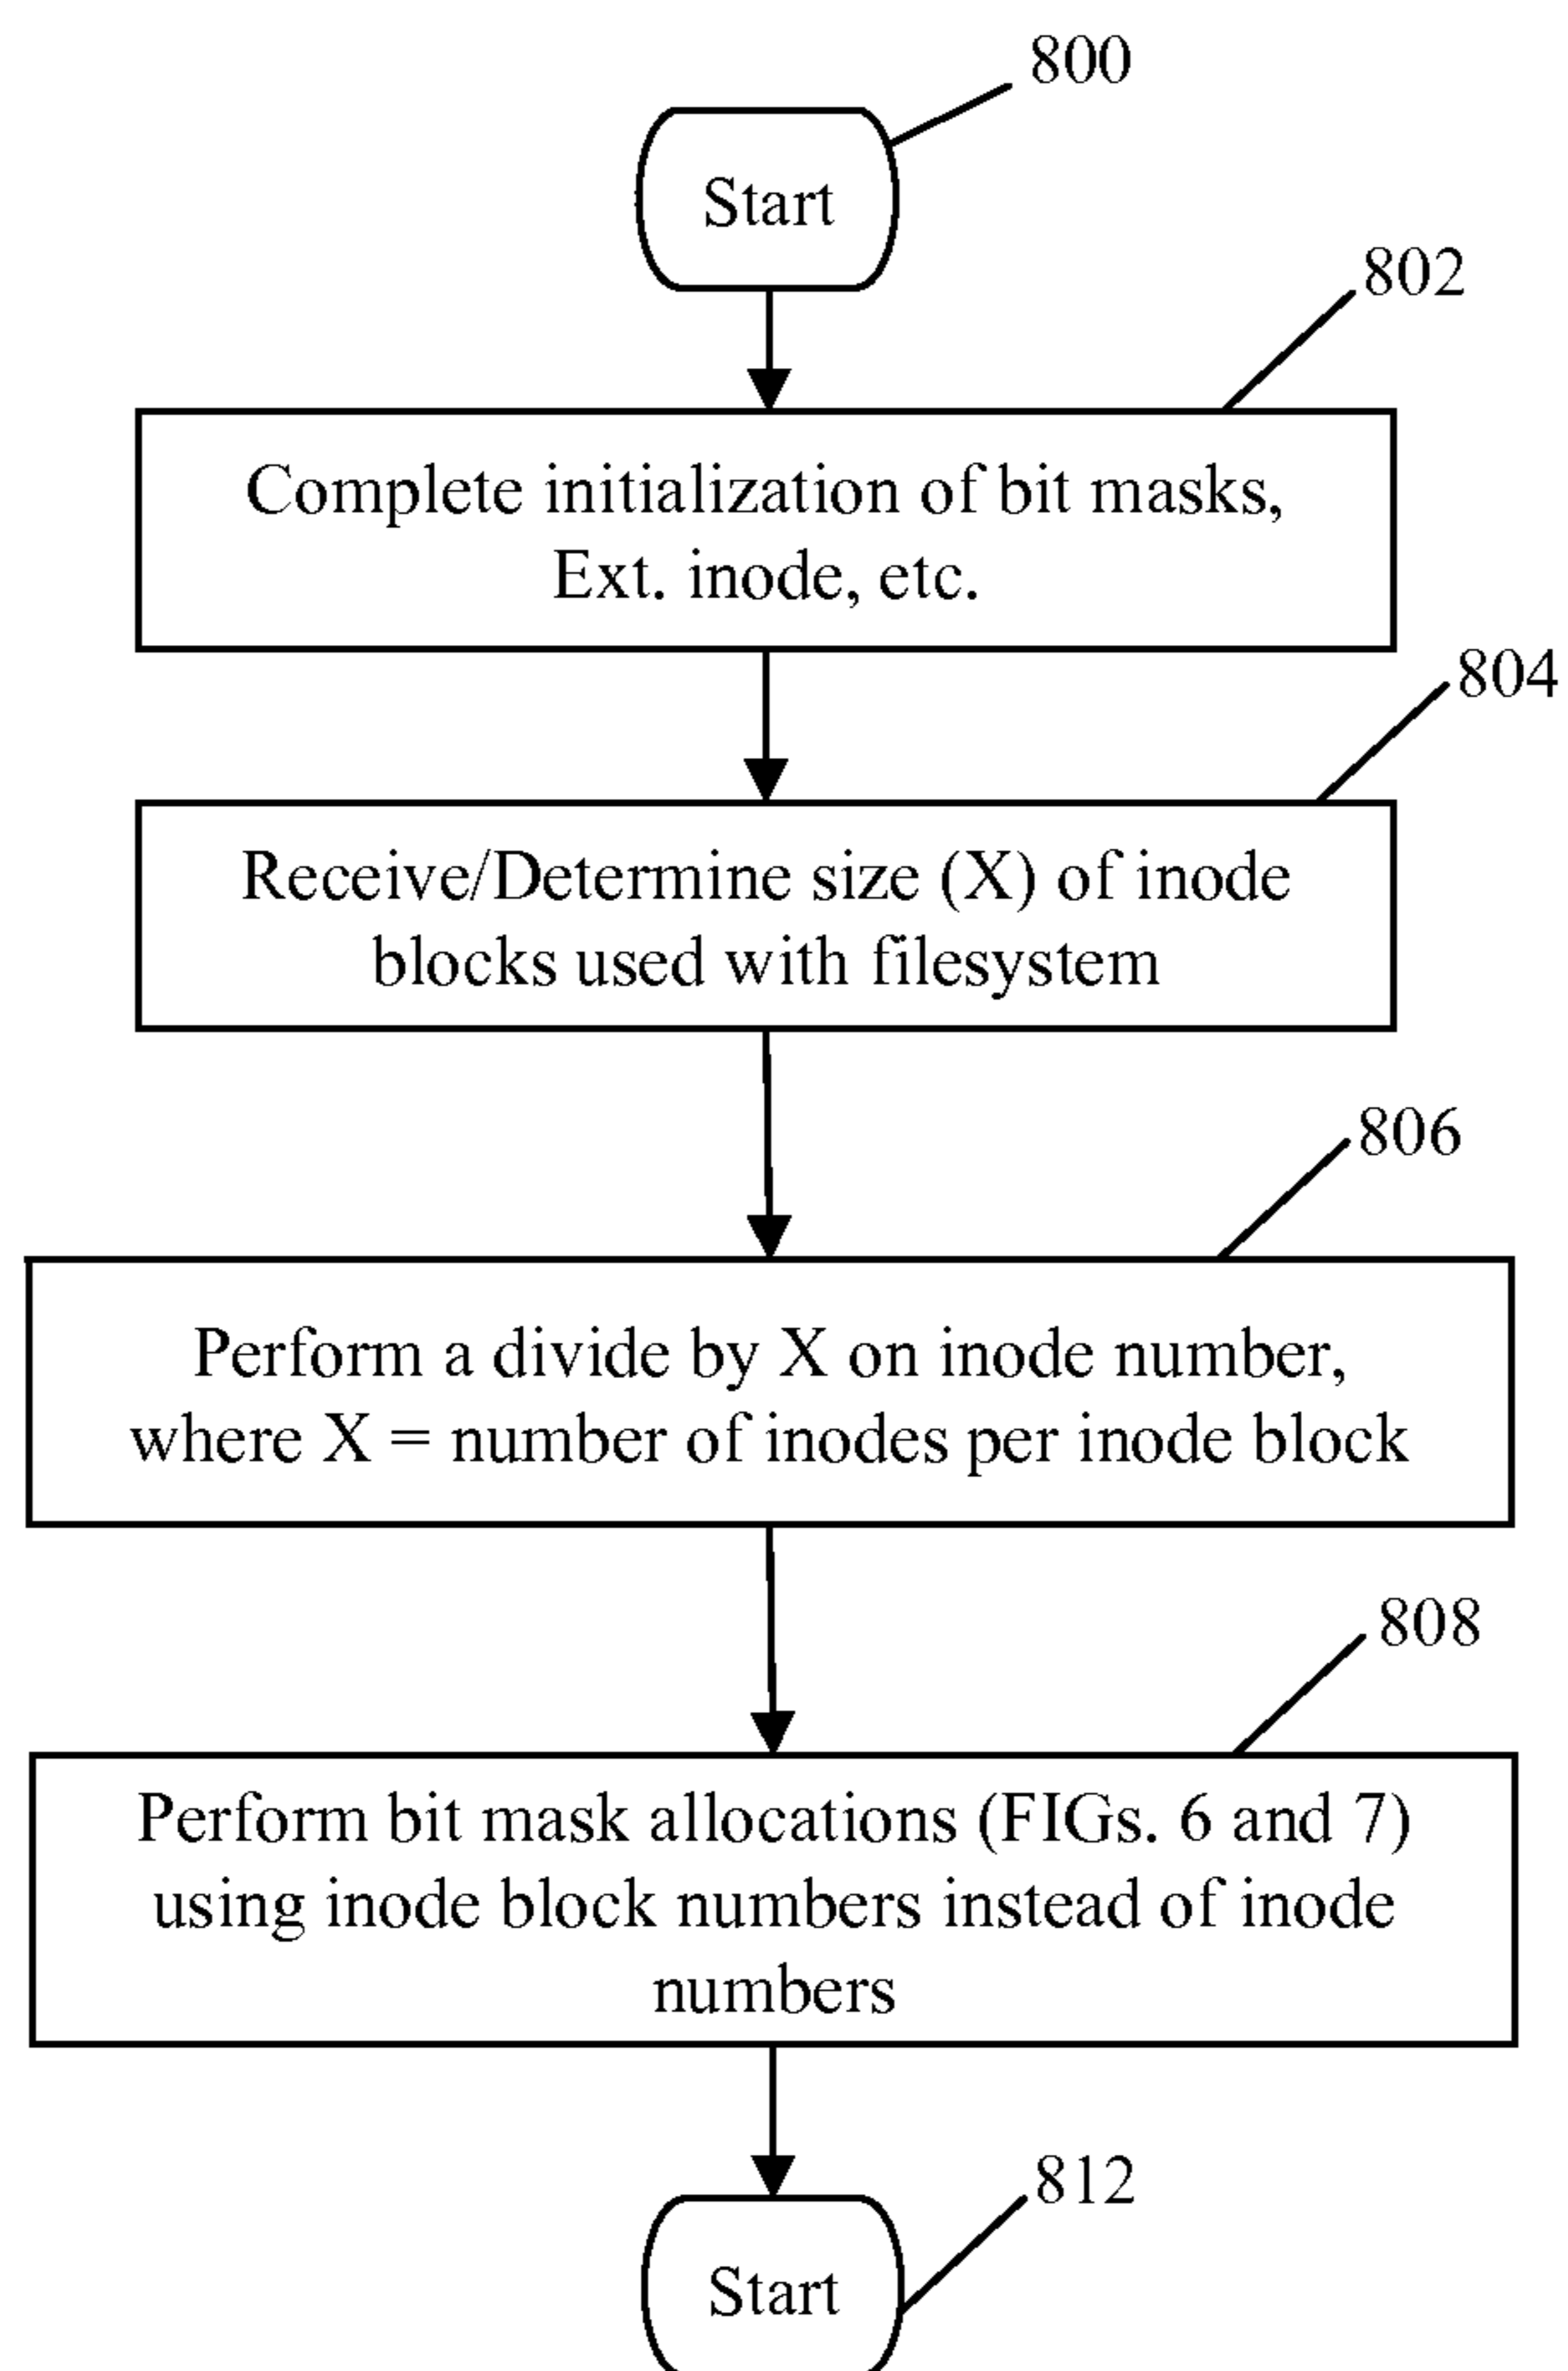 800
Start
802
Complete initialization of bit masks,
Ext. inode, etc.
804
Receive/Determine size (X) of inode
blocks used with filesystem
806
Perform a divide by X on inode number,
where X = number of inodes per inode block
808
Perform bit mask allocations (FIGs. 6 and 7)
using inode block numbers instead of inode
numbers
812
Start